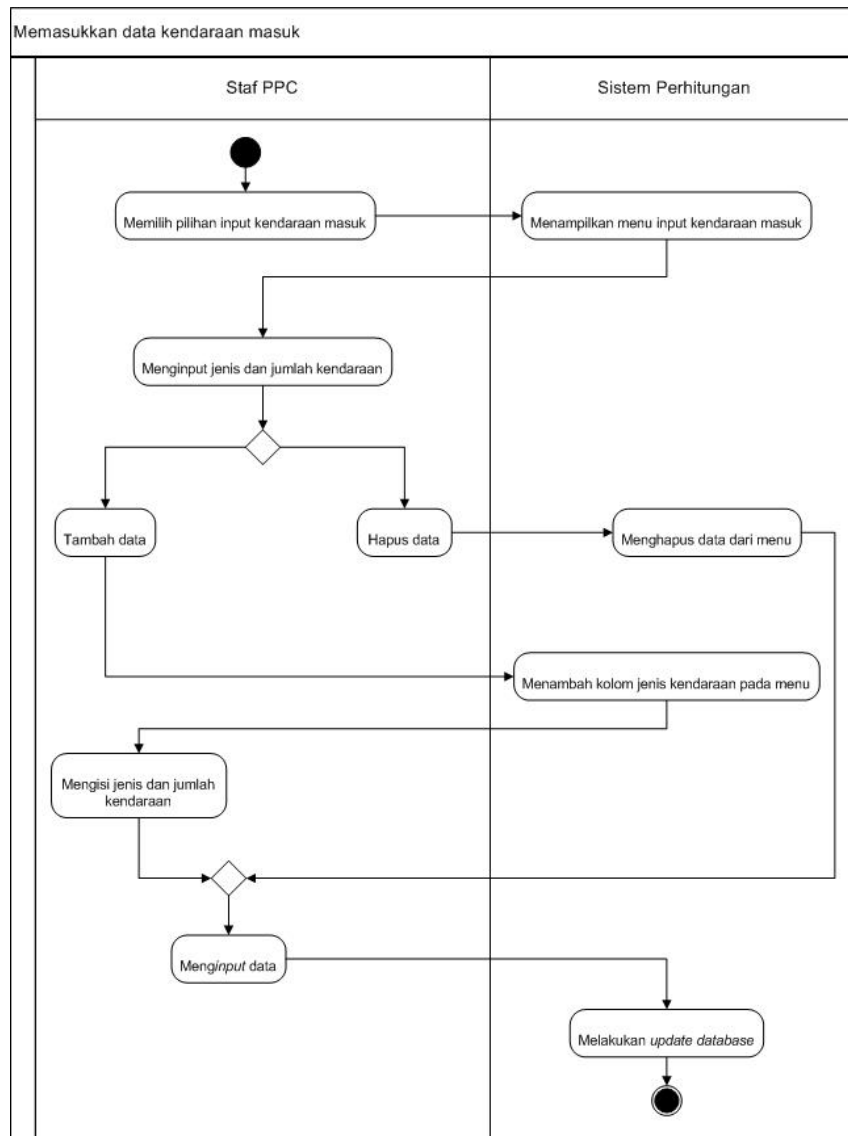 Memasukkan data kendaraan masuk
Staf PPC
Sistem Perhitungan
Memilih pilihan input kendaraan masuk
Menampilkan menu input kendaraan masuk
Menginput jenis dan jumlah kendaraan
Tambah data
Hapus data
Menghapus data dari menu
Menambah kolom jenis kendaraan pada menu
Mengisi jenis dan jumlah
kendaraan
Menginput data
Melakukan update database